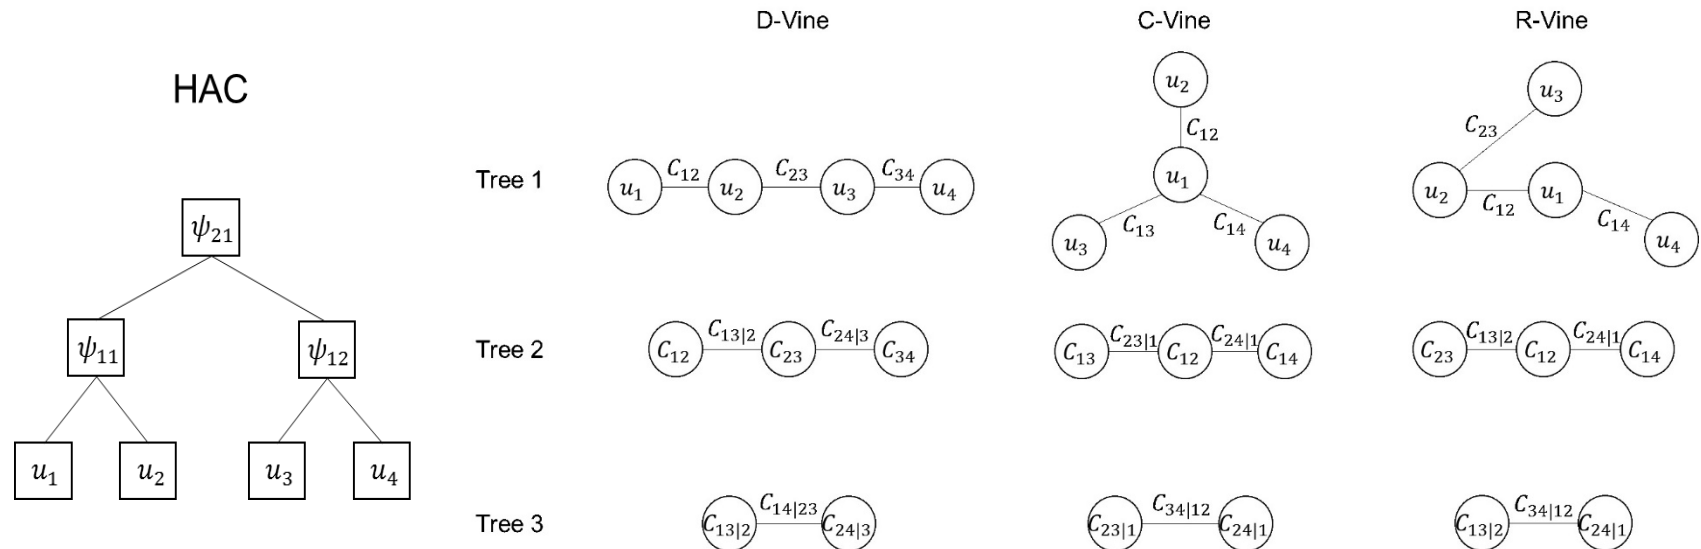 D-Vine C-Vine R-Vine
HAC
Tree 1
Tree 2
Tree 3
ψ₂₁
ψ₁₁ ψ₁₂
u₁ u₂ u₃ u₄
u₁ C₁₂ u₂ C₂₃ u₃ C₃₄ u₄
C₁₂ C₁₃|₂ C₂₃ C₂₄|₃ C₃₄
C₁₃|₂ C₁₄|₂₃ C₂₄|₃
u₂
C₁₂
u₁
C₁₃ C₁₄
u₃ u₄
C₁₃ C₂₃|₁ C₁₂ C₂₄|₁ C₁₄
C₂₃|₁ C₃₄|₁₂ C₂₄|₁
u₃
C₂₃
u₂ C₁₂ u₁ C₁₄
u₄
C₂₃ C₁₃|₂ C₁₂ C₂₄|₁ C₁₄
C₁₃|₂ C₃₄|₁₂ C₂₄|₁